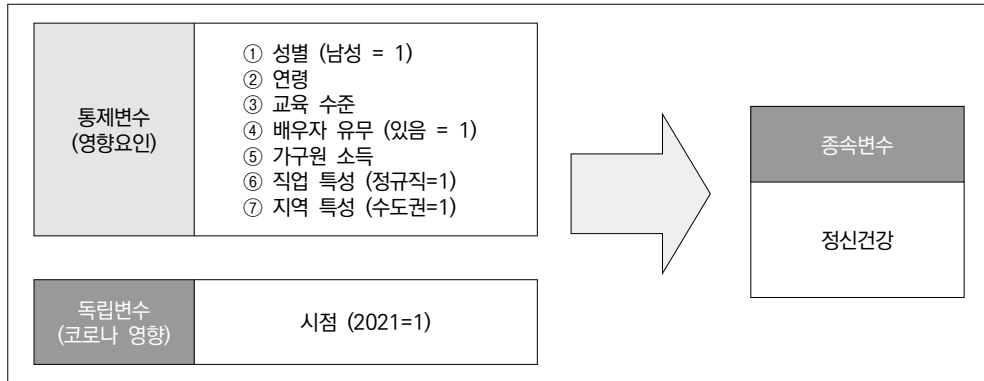 통제변수
(영향요인)
① 성별 (남성 = 1)
② 연령
③ 교육 수준
④ 배우자 유무 (있음 = 1)
⑤ 가구원 소득
⑥ 직업 특성 (정규직=1)
⑦ 지역 특성 (수도권=1)
독립변수
(코로나 영향)
시점 (2021=1)
종속변수
정신건강